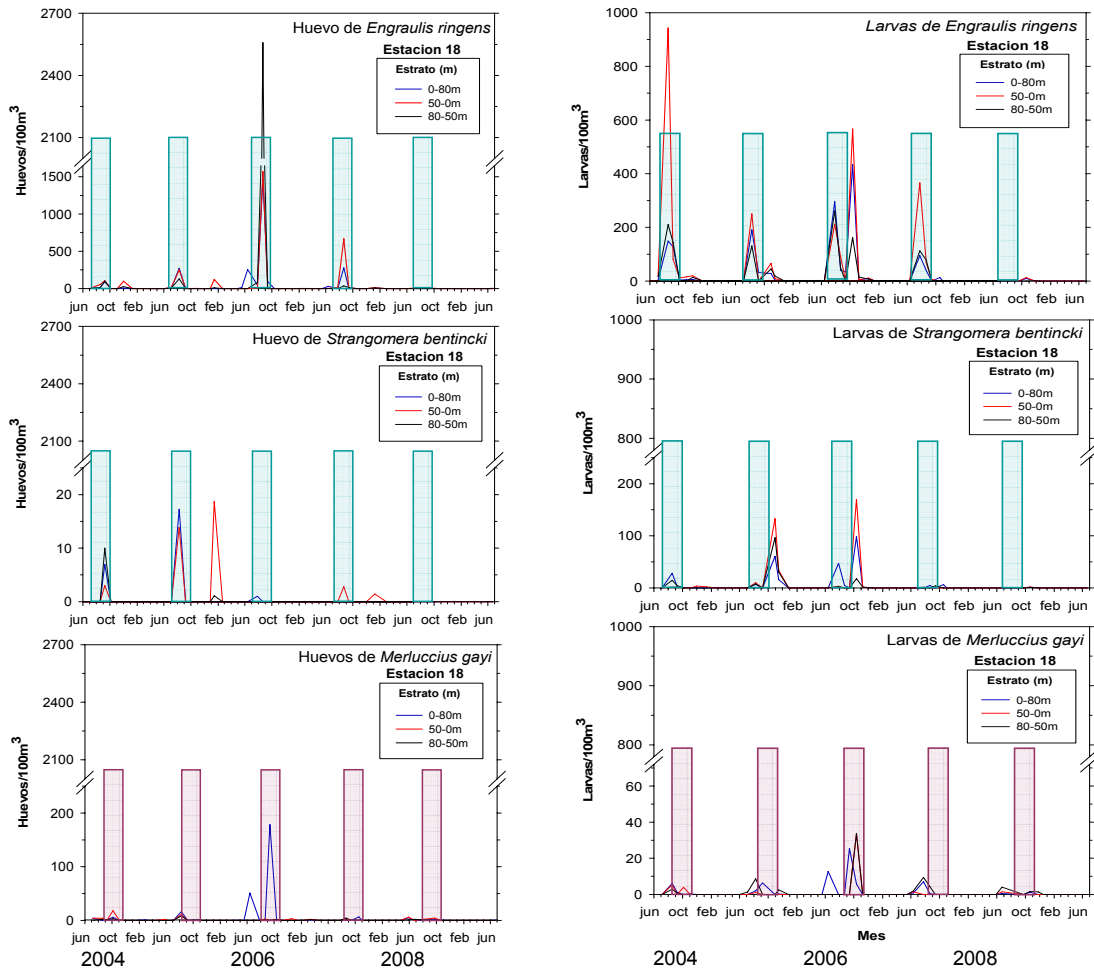 Huevo de Engraulis ringens
Estacion 18
Estrato (m)
0-80m
50-0m
80-50m
Huevos/100m³
2700
2400
2100
1500
1000
500
0
jun oct feb jun oct feb jun oct feb jun oct feb jun oct feb jun
Larvas de Engraulis ringens
Estacion 18
Estrato (m)
0-80m
50-0m
80-50m
Larvas/100m³
1000
800
600
400
200
0
jun oct feb jun oct feb jun oct feb jun oct feb jun oct feb jun
Huevo de Strangomera bentincki
Estacion 18
Estrato (m)
0-80m
50-0m
80-50m
Huevos/100m³
2700
2400
2100
20
10
0
jun oct feb jun oct feb jun oct feb jun oct feb jun oct feb jun
Larvas de Strangomera bentincki
Estacion 18
Estrato (m)
0-80m
50-0m
80-50m
Larvas/100m³
1000
900
800
200
100
0
jun oct feb jun oct feb jun oct feb jun oct feb jun oct feb jun
Huevos de Merluccius gayi
Estacion 18
Estrato (m)
0-80m
50-0m
80-50m
Huevos/100m³
2700
2400
2100
200
100
0
jun oct feb jun oct feb jun oct feb jun oct feb jun oct feb jun
2004 2006 2008
Larvas de Merluccius gayi
Estacion 18
Estrato (m)
0-80m
50-0m
80-50m
Larvas/100m³
1000
900
800
60
40
20
0
jun oct feb jun oct feb jun oct feb jun oct feb jun oct feb jun
Mes
2004 2006 2008